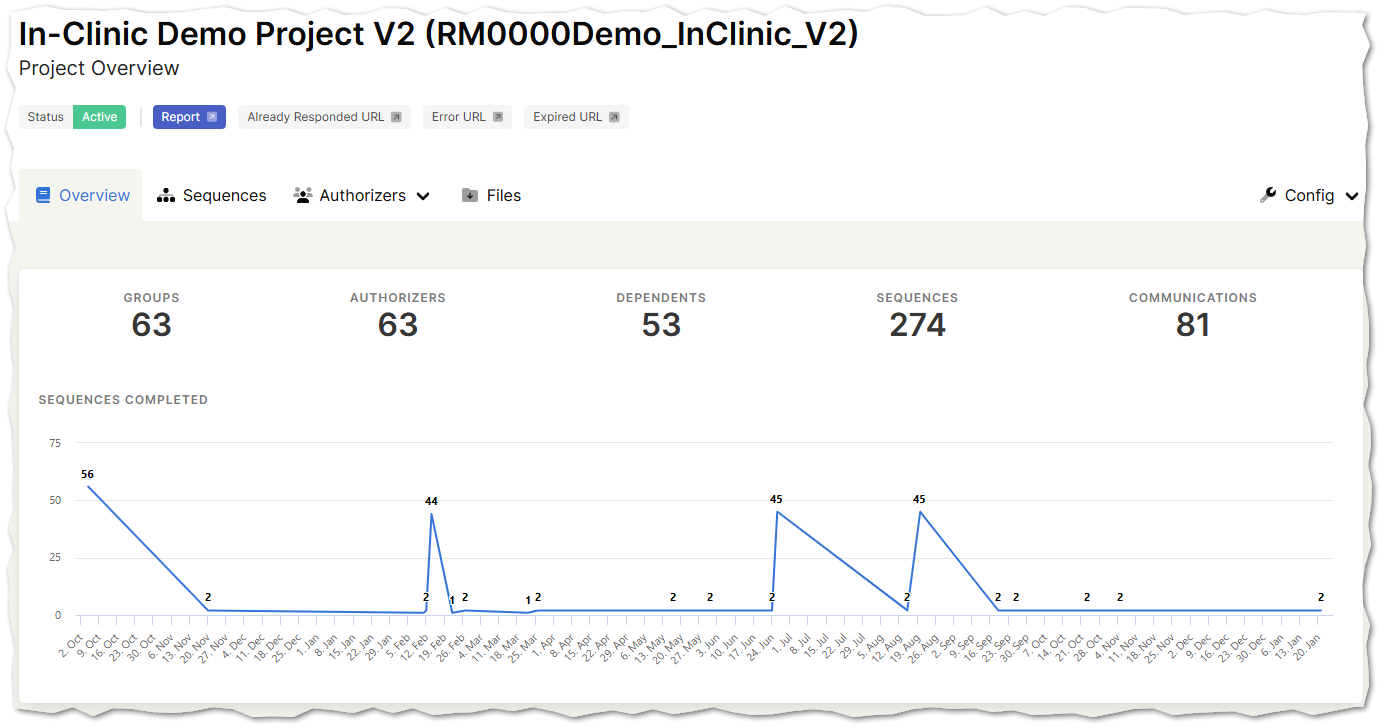 In-Clinic Demo Project V2 (RM0000Demo_InClinic_V2)
Project Overview
Status Active Report Already Responded URL Error URL Expired URL
Overview Sequences Authorizers Files Config
GROUPS AUTHORIZERS DEPENDENTS SEQUENCES COMMUNICATIONS
63 63 53 274 81
SEQUENCES COMPLETED
75
50
25
0
56 2 2 44 1 2 1 2 2 2 2 45 2 45 2 2 2 2 2
2. Oct 9. Oct 16. Oct 23. Oct 30. Oct 6. Nov 13. Nov 20. Nov 27. Nov 4. Dec 11. Dec 18. Dec 25. Dec 1. Jan 8. Jan 15. Jan 22. Jan 29. Jan 5. Feb 12. Feb 19. Feb 26. Feb 4. Mar 11. Mar 18. Mar 25. Mar 1. Apr 8. Apr 15. Apr 22. Apr 29. Apr 6. May 13. May 20. May 27. May 3. Jun 10. Jun 17. Jun 24. Jun 1. Jul 8. Jul 15. Jul 22. Jul 29. Jul 5. Aug 12. Aug 19. Aug 26. Aug 2. Sep 9. Sep 16. Sep 23. Sep 30. Sep 7. Oct 14. Oct 21. Oct 28. Oct 4. Nov 11. Nov 18. Nov 25. Nov 2. Dec 9. Dec 16. Dec 23. Dec 30. Dec 6. Jan 13. Jan 20. Jan